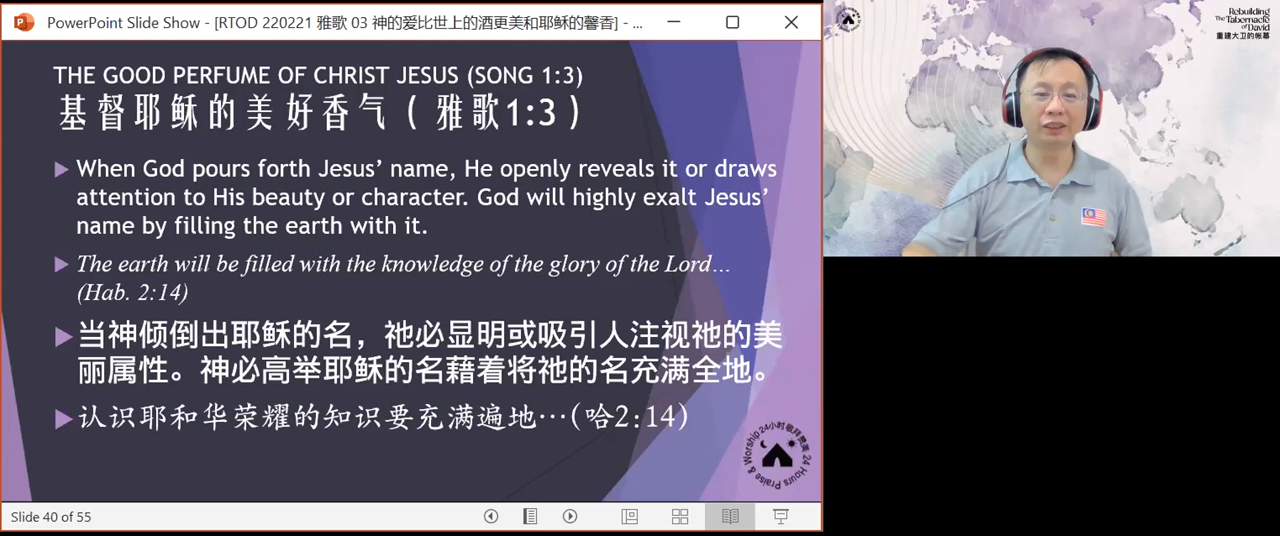 PowerPoint Slide Show - [RTOD 220221 雅歌 03 神的爱比世上的酒更美和耶稣的馨香] - ...
THE GOOD PERFUME OF CHRIST JESUS (SONG 1:3)
基督耶稣的美好香气（雅歌1:3）
When God pours forth Jesus’ name, He openly reveals it or draws
attention to His beauty or character. God will highly exalt Jesus’
name by filling the earth with it.
The earth will be filled with the knowledge of the glory of the Lord…
(Hab. 2:14)
当神倾倒出耶稣的名，祂必显明或吸引人注视祂的美
丽属性。神必高举耶稣的名藉着将祂的名充满全地。
认识耶和华荣耀的知识要充满遍地…(哈2:14)
24小时敬拜赞美 24 Hours Praise & Worship
Slide 40 of 55
Rebuilding
The Tabernacle
of David
重建大卫的帐幕